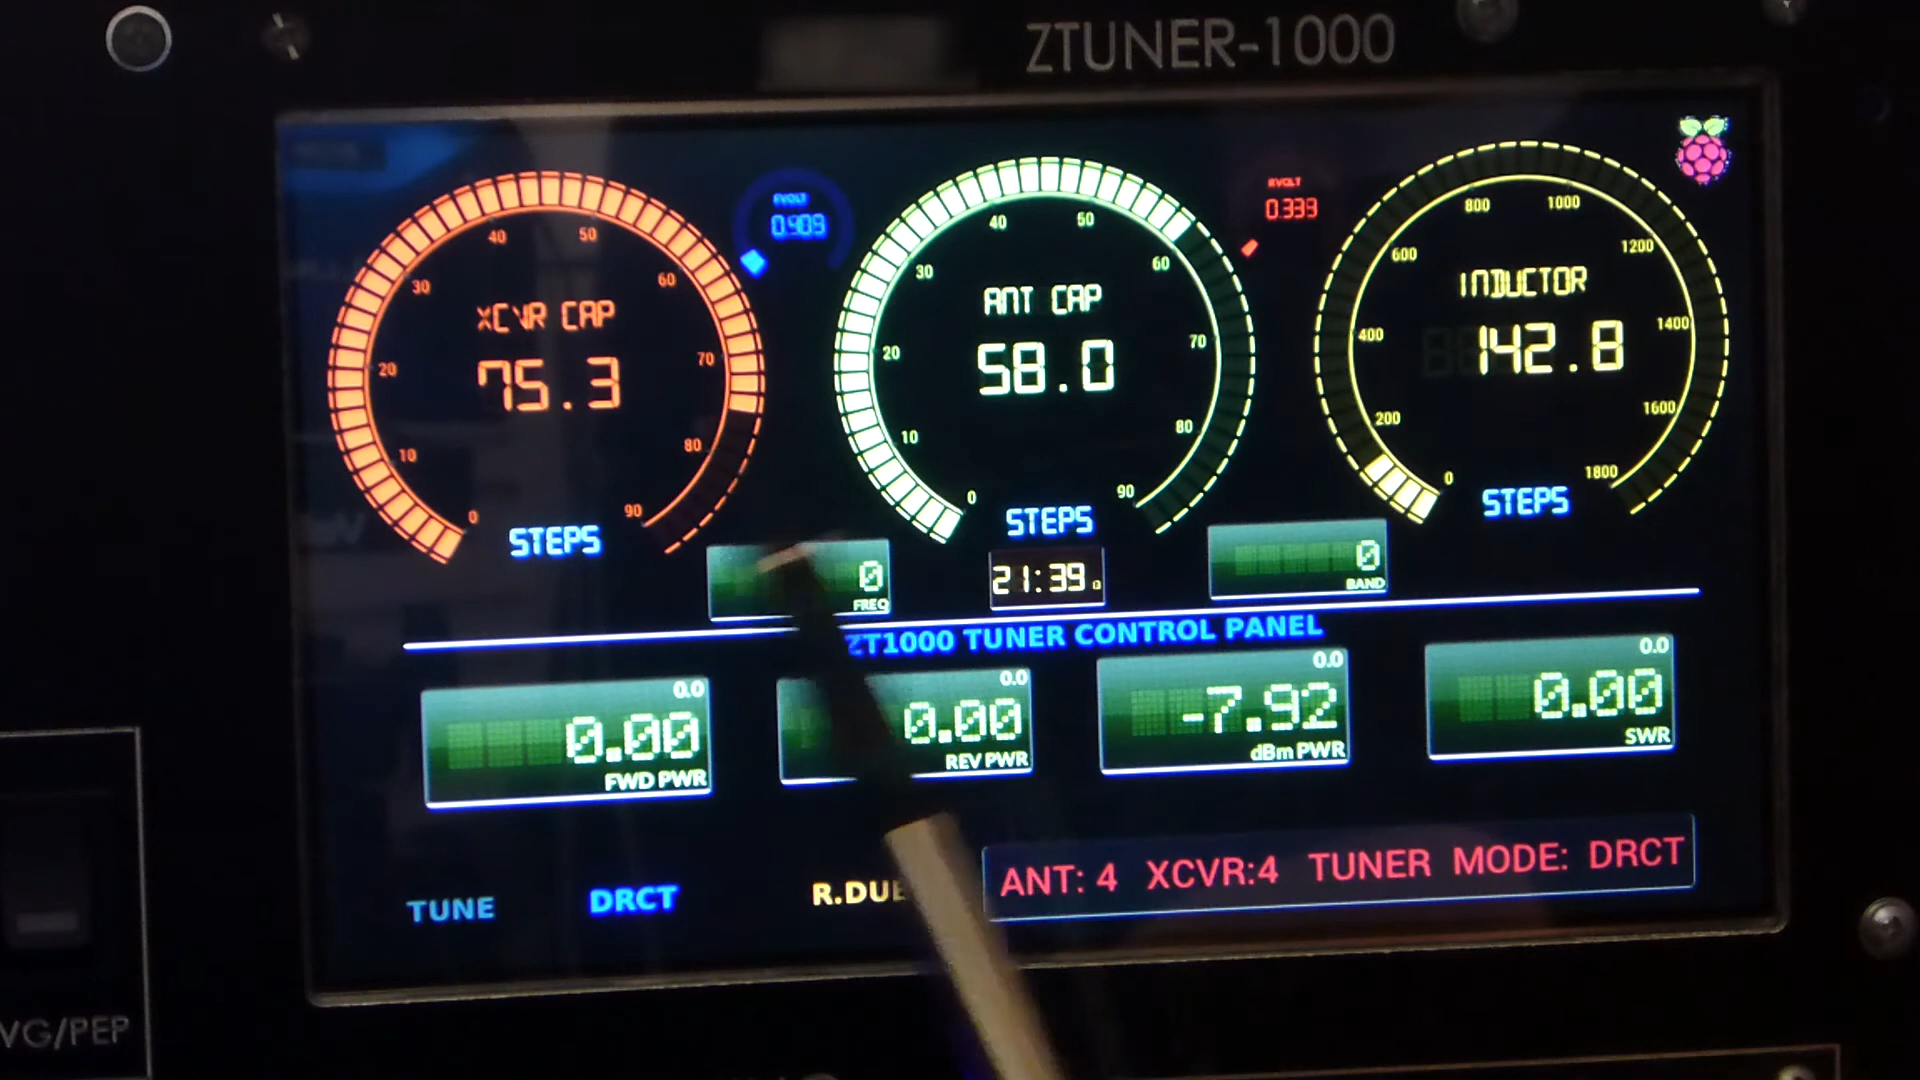 ZTUNER-1000
40 50
30 60
XCVR CAP
20 75.3 70
10 80
0 90
STEPS
FVOLT
0.909
40 50
30 60
ANT CAP
20 58.0 70
10 80
0 90
STEPS
RVOLT
0.339
800 1000
600 1200
INDUCTOR
400 142.8 1400
200 1600
0 1800
STEPS
0
FREQ
21:39
0
BAND
ZT1000 TUNER CONTROL PANEL
0.0
0.00
FWD PWR
0.0
0.00
REV PWR
0.0
-7.92
dBm PWR
0.0
0.00
SWR
TUNE DRCT R.DUE
ANT: 4 XCVR:4 TUNER MODE: DRCT
VG/PEP